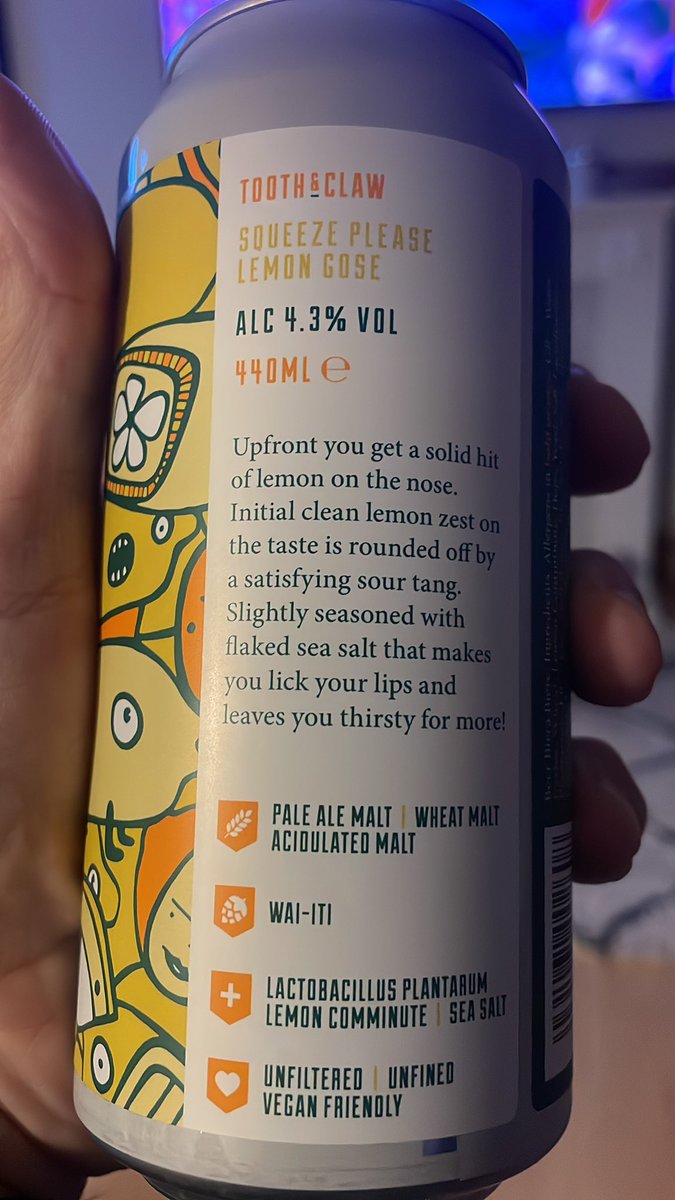 TOOTH & CLAW
SQUEEZE PLEASE
LEMON GOSE
ALC 4.3% VOL
440ML ℮
Upfront you get a solid hit
of lemon on the nose.
Initial clean lemon zest on
the taste is rounded off by
a satisfying sour tang.
Slightly seasoned with
flaked sea salt that makes
you lick your lips and
leaves you thirsty for more!
PALE ALE MALT | WHEAT MALT
ACIDULATED MALT
WAI-ITI
LACTOBACILLUS PLANTARUM
LEMON COMMINUTE | SEA SALT
UNFILTERED | UNFINED
VEGAN FRIENDLY